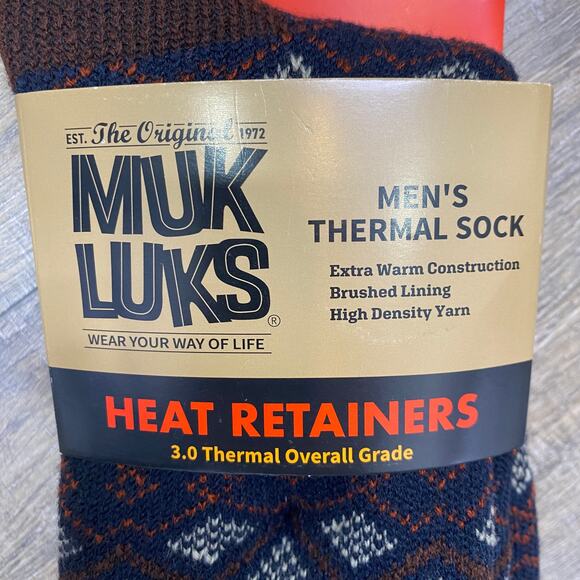 EST. The Original 1972
MUK
LUKS®
WEAR YOUR WAY OF LIFE
MEN'S
THERMAL SOCK
Extra Warm Construction
Brushed Lining
High Density Yarn
HEAT RETAINERS
3.0 Thermal Overall Grade